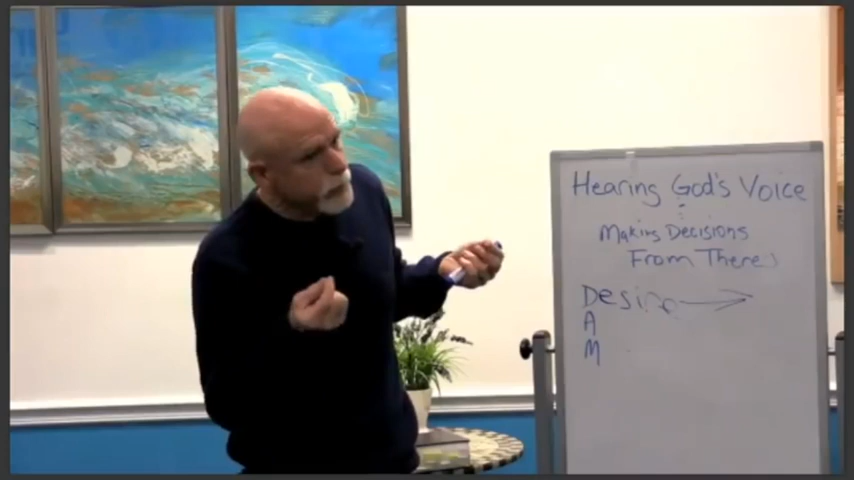 Hearing God's Voice
Making Decisions
From There
Desire
A
M